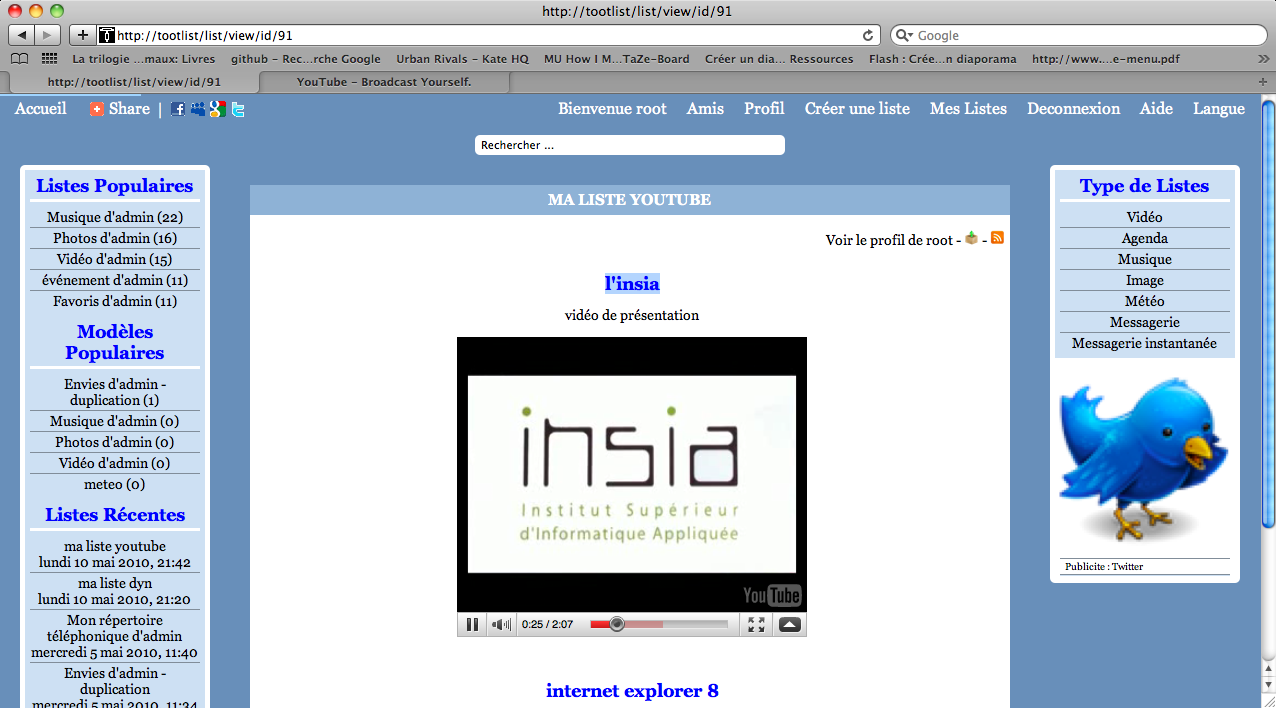 http://tootlist/list/view/id/91
http://tootlist/list/view/id/91
Google
La trilogie ...maux: Livres
github - Rec...rche Google
Urban Rivals - Kate HQ
MU How I M...TaZe-Board
Créer un dia... Ressources
Flash : Crée...n diaporama
http://www....e-menu.pdf
http://tootlist/list/view/id/91
YouTube - Broadcast Yourself.
Accueil
Share |
Bienvenue root
Amis
Profil
Créer une liste
Mes Listes
Deconnexion
Aide
Langue
Rechercher ...
Listes Populaires
Musique d'admin (22)
Photos d'admin (16)
Vidéo d'admin (15)
événement d'admin (11)
Favoris d'admin (11)
Modèles
Populaires
Envies d'admin -
duplication (1)
Musique d'admin (0)
Photos d'admin (0)
Vidéo d'admin (0)
meteo (0)
Listes Récentes
ma liste youtube
lundi 10 mai 2010, 21:42
ma liste dyn
lundi 10 mai 2010, 21:20
Mon répertoire
téléphonique d'admin
mercredi 5 mai 2010, 11:40
Envies d'admin -
duplication
mercredi 5 mai 2010, 11:34
MA LISTE YOUTUBE
Voir le profil de root - -
l'insia
vidéo de présentation
insia
Institut Supérieur
d'Informatique Appliquée
YouTube
0:25 / 2:07
internet explorer 8
Type de Listes
Vidéo
Agenda
Musique
Image
Météo
Messagerie
Messagerie instantanée
Publicite : Twitter